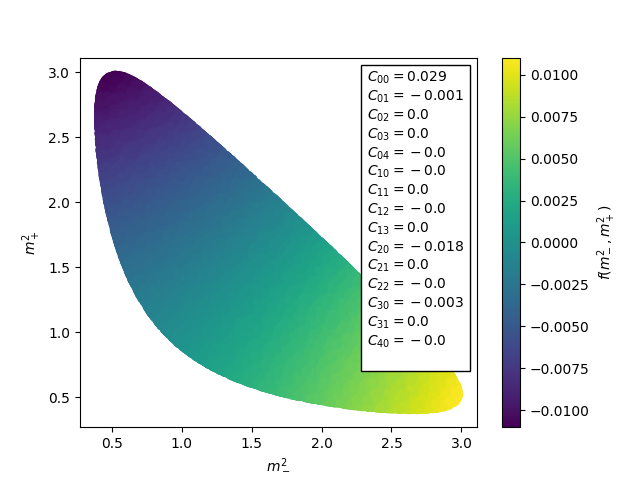 3.0
2.5
2.0
1.5
1.0
0.5
m²₊
0.5
1.0
1.5
2.0
2.5
3.0
m²₋
C₀₀ = 0.029
C₀₁ = −0.001
C₀₂ = 0.0
C₀₃ = 0.0
C₀₄ = −0.0
C₁₀ = −0.0
C₁₁ = 0.0
C₁₂ = −0.0
C₁₃ = 0.0
C₂₀ = −0.018
C₂₁ = 0.0
C₂₂ = −0.0
C₃₀ = −0.003
C₃₁ = 0.0
C₄₀ = −0.0
0.0100
0.0075
0.0050
0.0025
0.0000
−0.0025
−0.0050
−0.0075
−0.0100
f(m²₋, m²₊)